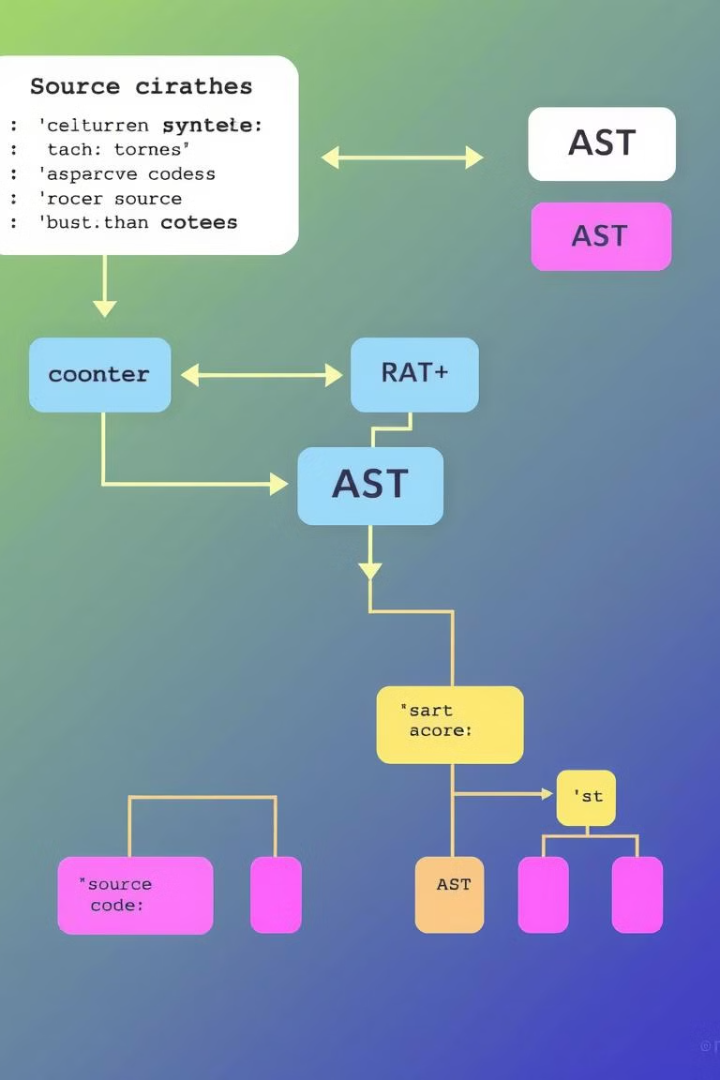 Source cirathes
: 'celturren syntele:
: tach: tornes"
: 'asparcve codess
: 'rocer source
: 'bust.than cotees
AST
AST
coonter
RAT+
AST
"sart
acore:
'st
"source
code:
AST